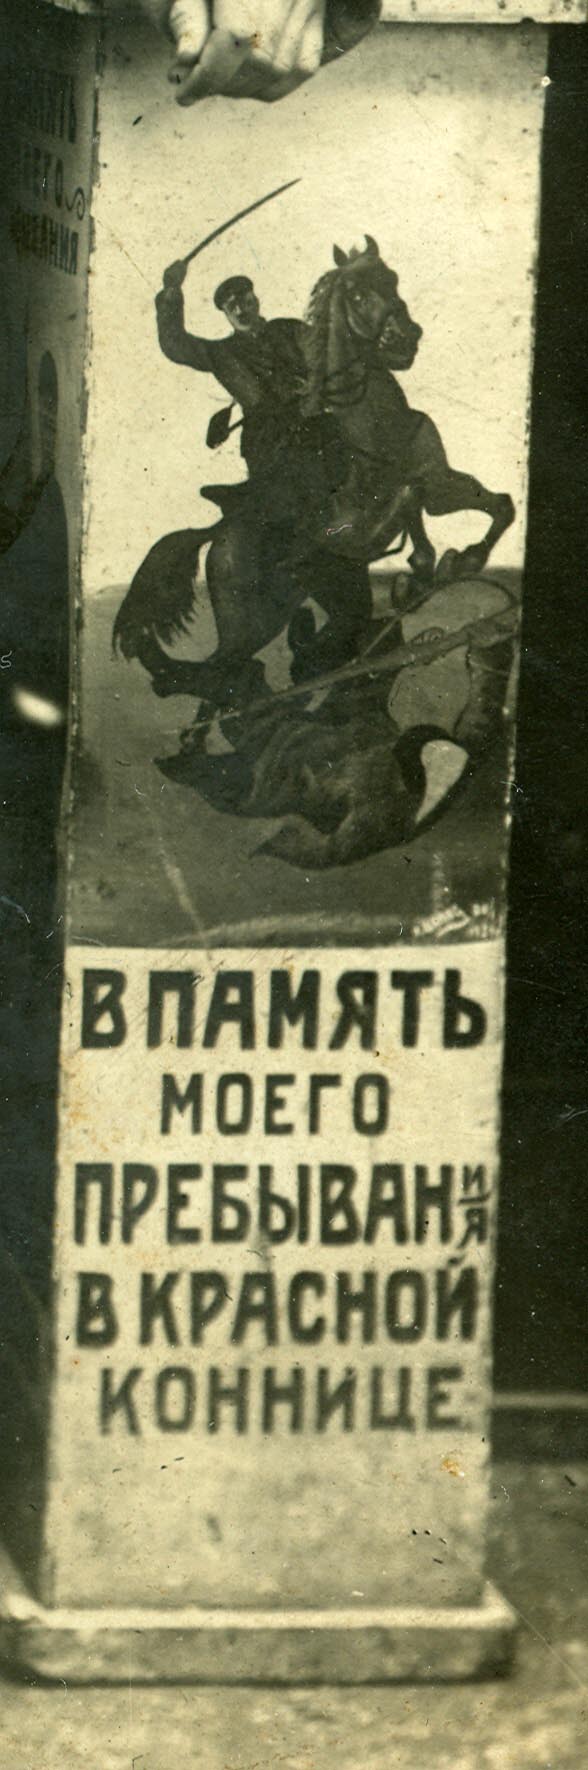 В ПАМЯТЬ
МОЕГО
ПРЕБЫВАНИЯ
В КРАСНОЙ
КОННИЦЕ